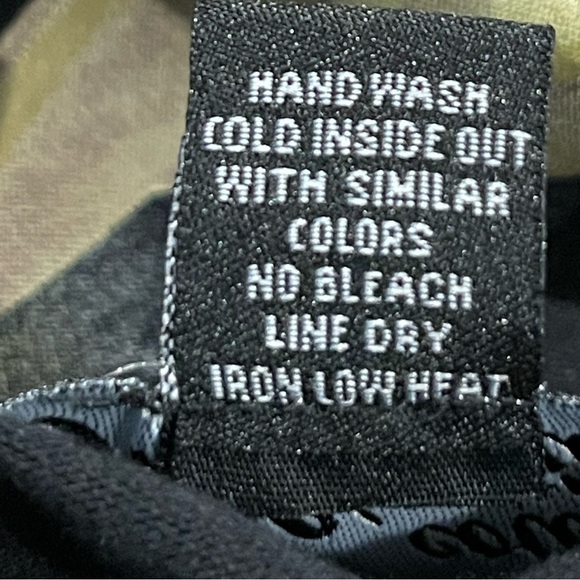 HAND WASH
COLD INSIDE OUT
WITH SIMILAR
COLORS
NO BLEACH
LINE DRY
IRON LOW HEAT